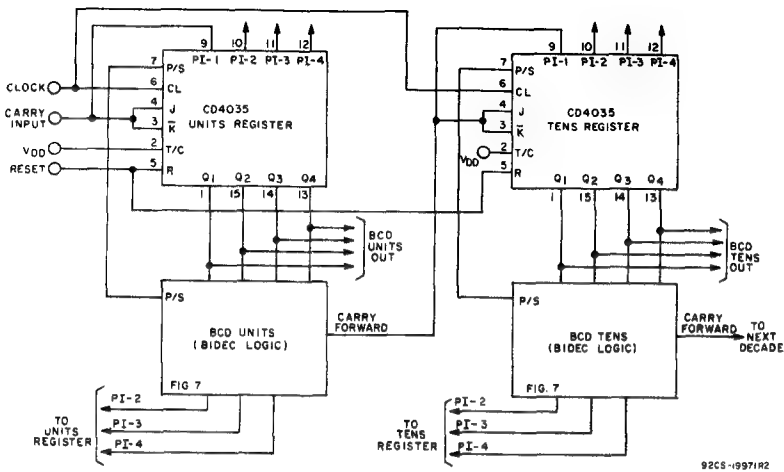 9 10 11 12
PI-1 PI-2 PI-3 PI-4
7 P/S
CLOCK 6 CL
CARRY INPUT 4 J
3 K̅
CD4035
UNITS REGISTER
VDD 2 T/C
RESET 5 R
Q1 Q2 Q3 Q4
1 15 14 13
BCD
UNITS
OUT
P/S
BCD UNITS
(BIDEC LOGIC)
FIG. 7
CARRY
FORWARD
PI-2
PI-3
PI-4
TO
UNITS
REGISTER
9 10 11 12
PI-1 PI-2 PI-3 PI-4
7 P/S
6 CL
4 J
3 K̅
CD4035
TENS REGISTER
VDD 2 T/C
5 R
Q1 Q2 Q3 Q4
1 15 14 13
BCD
TENS
OUT
P/S
BCD TENS
(BIDEC LOGIC)
FIG. 7
CARRY
FORWARD
TO
NEXT
DECADE
PI-2
PI-3
PI-4
TO
TENS
REGISTER
92CS-19971R2